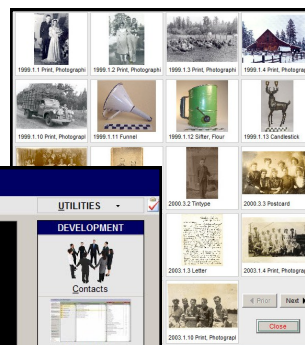 1999.1.1 Print, Photographi
1999.1.2 Print, Photographi
1999.1.3 Print, Photographi
1999.1.4 Print, Photograp
1999.1.10 Print, Photograpl
1999.1.11 Funnel
1999.1.12 Sifter, Flour
1999.1.13 Candlestick
2000.3.2 Tintype
2000.3.3 Postcard
UTILITIES
DEVELOPMENT
Contacts
2003.1.3 Letter
2003.1.4 Print, Photograp
2003.1.10 Print, Photograpl
Prior
Next
Close